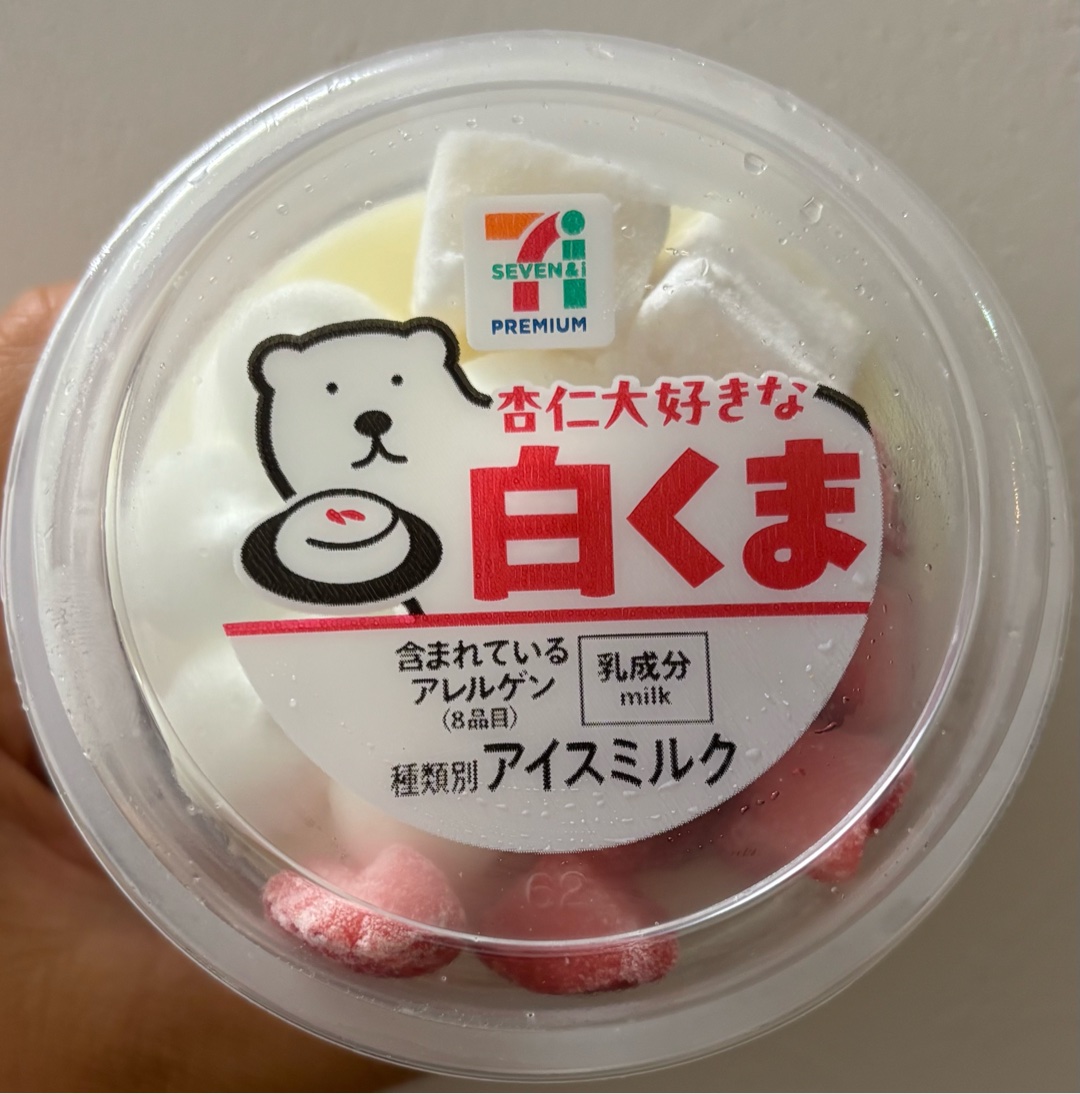 SEVEN&i
PREMIUM
杏仁大好きな
白くま
含まれている
アレルゲン
(8品目)
乳成分
milk
種類別 アイスミルク
62